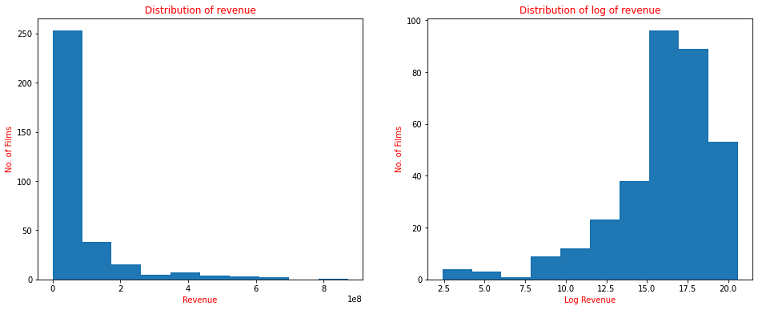 Distribution of revenue
250
200
150
100
50
0
No. of Films
0 2 4 6 8
1e8
Revenue
Distribution of log of revenue
100
80
60
40
20
0
No. of Films
2.5 5.0 7.5 10.0 12.5 15.0 17.5 20.0
Log Revenue